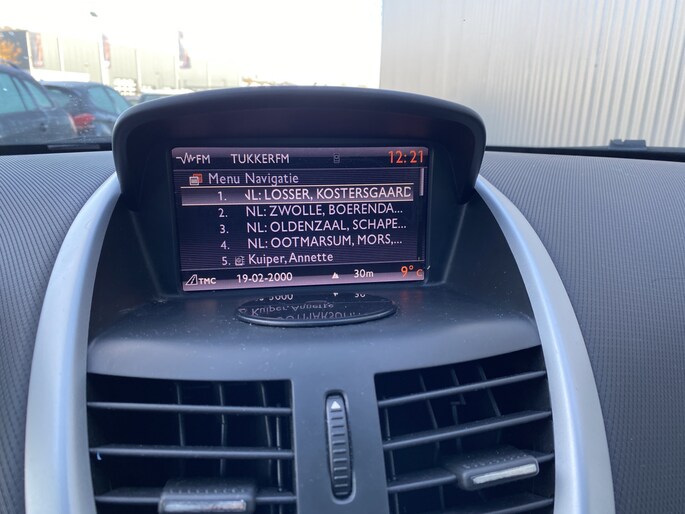 FM TUKKERFM 12:21
Menu Navigatie
1. NL: LOSSER, KOSTERSGAARD
2. NL: ZWOLLE, BOERENDA...
3. NL: OLDENZAAL, SCHAPE...
4. NL: OOTMARSUM, MORS,...
5. Kuiper, Annette
TMC 19-02-2000 30m 9°C